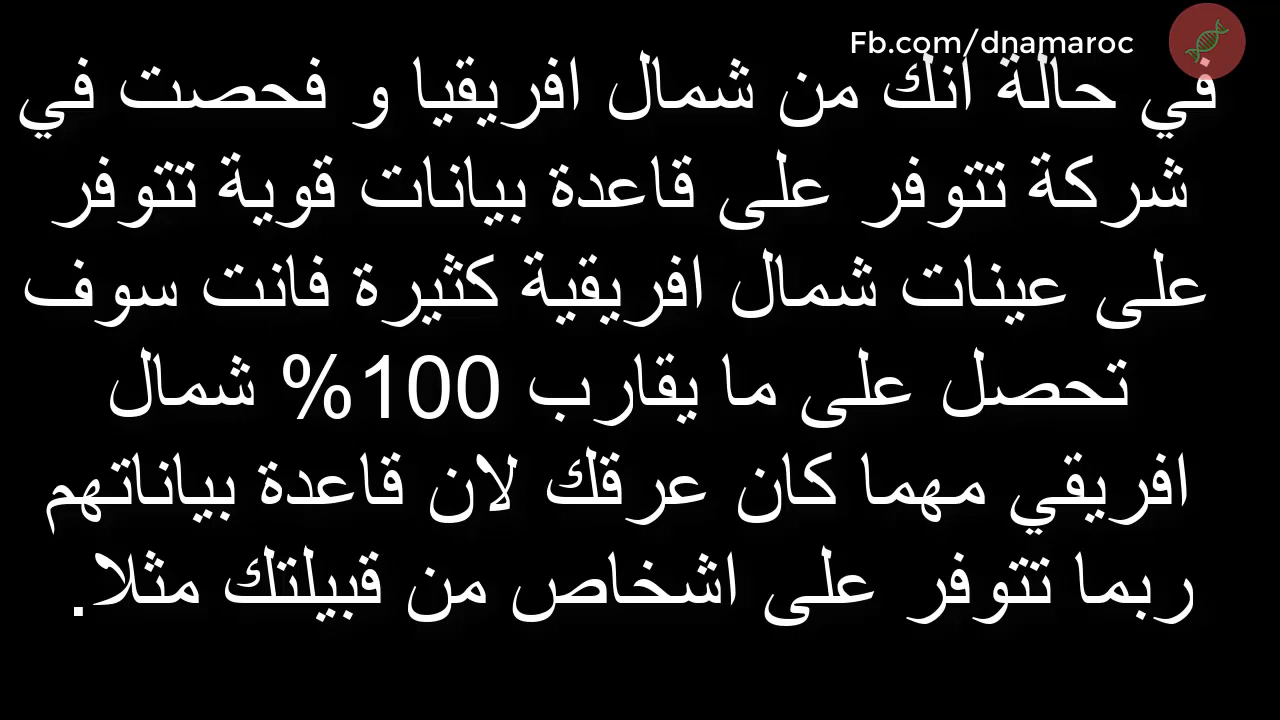 Fb.com/dnamaroc
في حالة انك من شمال افريقيا و فحصت في
شركة تتوفر على قاعدة بيانات قوية تتوفر
على عينات شمال افريقية كثيرة فانت سوف
تحصل على ما يقارب 100% شمال
افريقي مهما كان عرقك لان قاعدة بياناتهم
ربما تتوفر على اشخاص من قبيلتك مثلا.